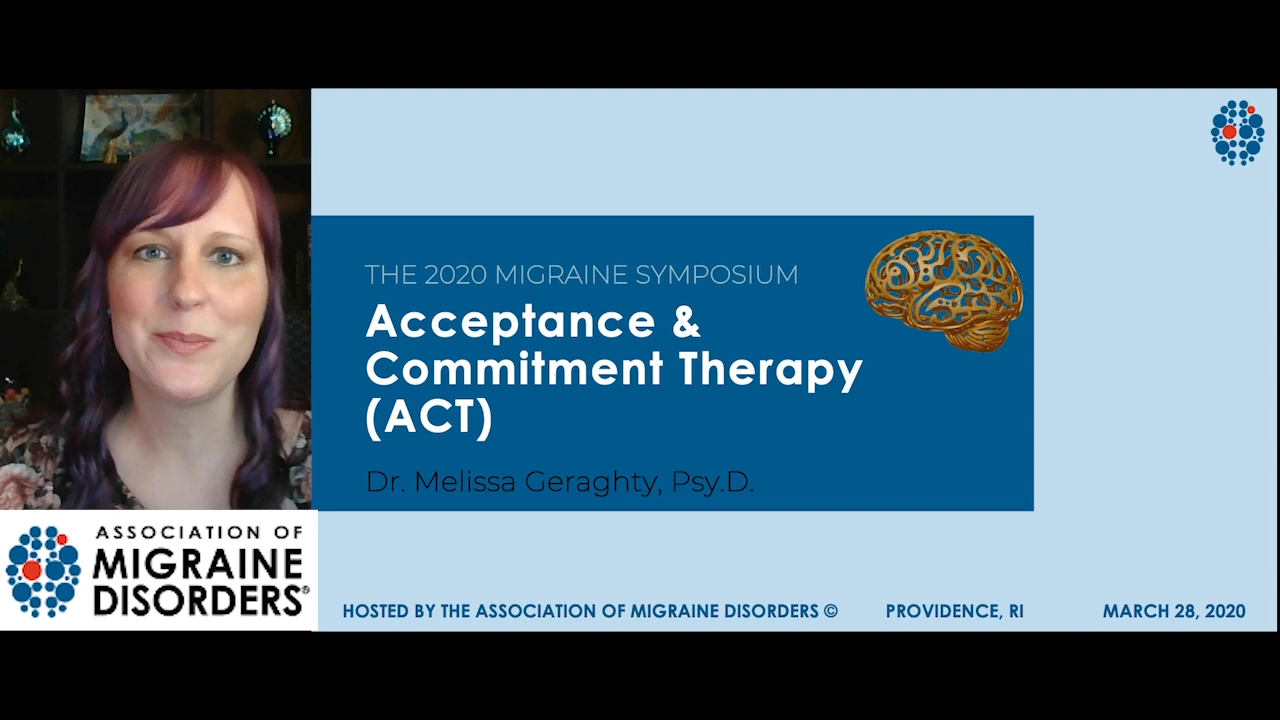 THE 2020 MIGRAINE SYMPOSIUM
Acceptance &
Commitment Therapy
(ACT)
Dr. Melissa Geraghty, Psy.D.
ASSOCIATION OF
MIGRAINE
DISORDERS®
HOSTED BY THE ASSOCIATION OF MIGRAINE DISORDERS © PROVIDENCE, RI MARCH 28, 2020